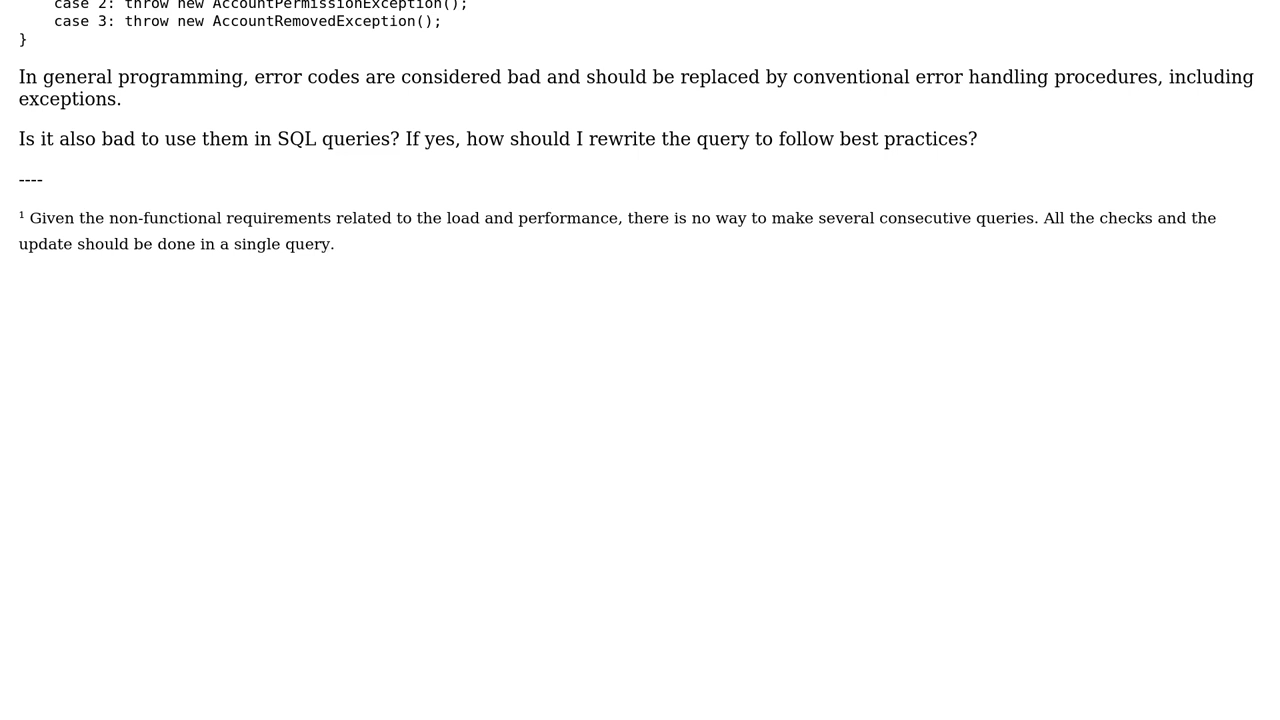 case 2: throw new AccountPermissionException();
case 3: throw new AccountRemovedException();
}
In general programming, error codes are considered bad and should be replaced by conventional error handling procedures, including
exceptions.
Is it also bad to use them in SQL queries? If yes, how should I rewrite the query to follow best practices?
----
¹ Given the non-functional requirements related to the load and performance, there is no way to make several consecutive queries. All the checks and the
update should be done in a single query.